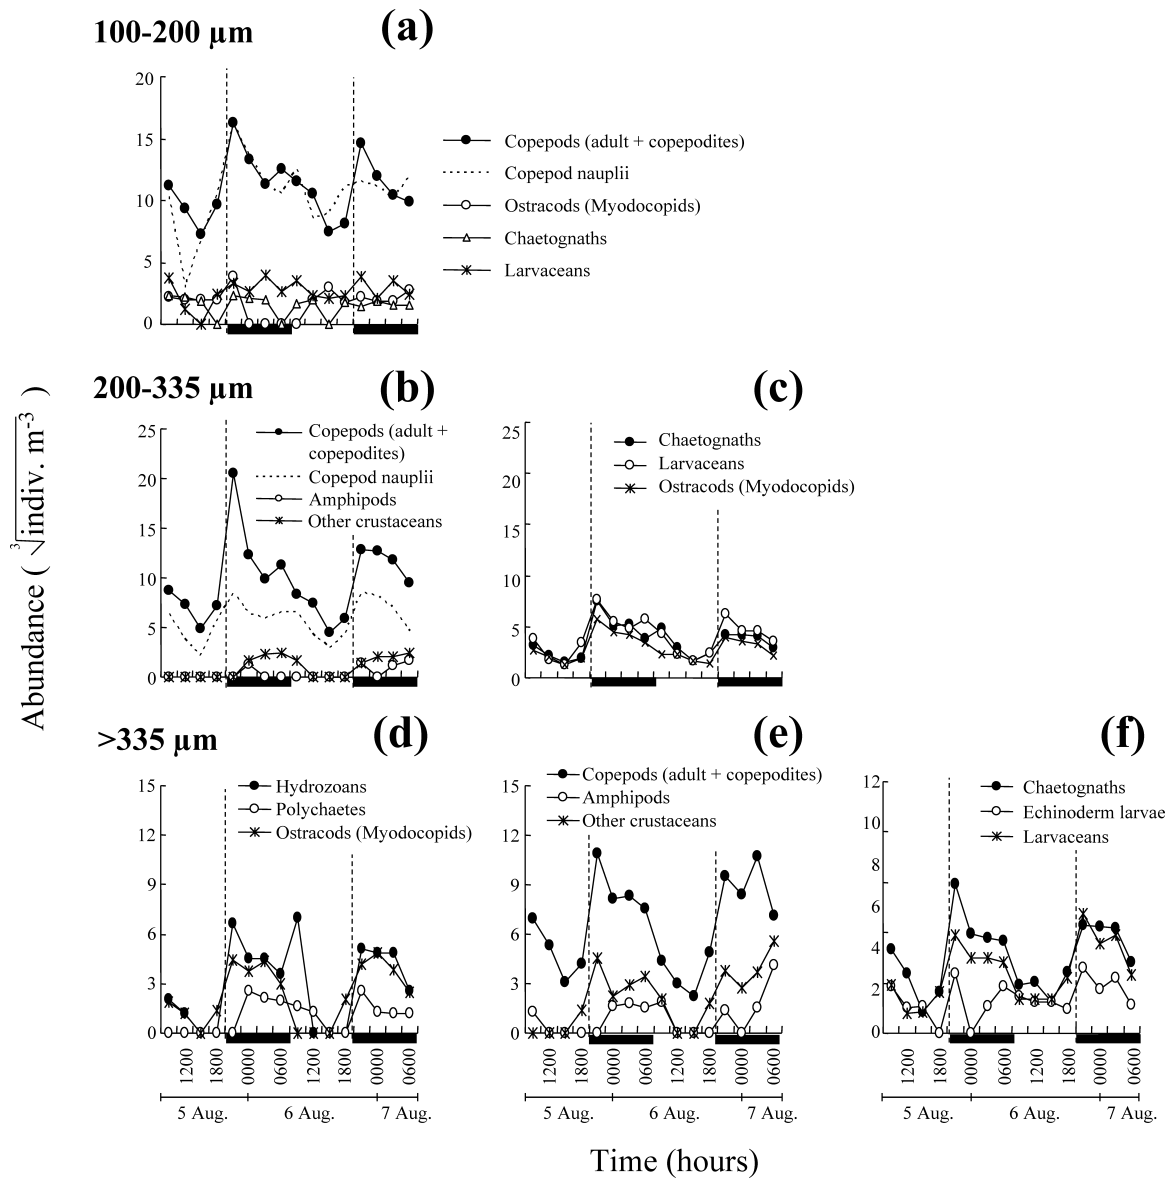 100-200 µm
(a)
20
15
10
5
0
Copepods (adult + copepodites)
Copepod nauplii
Ostracods (Myodocopids)
Chaetognaths
Larvaceans
200-335 µm
(b)
25
20
15
10
5
0
Copepods (adult +
copepodites)
Copepod nauplii
Amphipods
Other crustaceans
(c)
25
20
15
10
5
0
Chaetognaths
Larvaceans
Ostracods (Myodocopids)
Abundance ( ∛indiv. m-3 )
>335 µm
(d)
15
12
9
6
3
0
Hydrozoans
Polychaetes
Ostracods (Myodocopids)
1200 1800 0000 0600 1200 1800 0000 0600
5 Aug. 6 Aug. 7 Aug.
(e)
15
12
9
6
3
0
Copepods (adult + copepodites)
Amphipods
Other crustaceans
1200 1800 0000 0600 1200 1800 0000 0600
5 Aug. 6 Aug. 7 Aug.
(f)
12
10
8
6
4
2
0
Chaetognaths
Echinoderm larvae
Larvaceans
1200 1800 0000 0600 1200 1800 0000 0600
5 Aug. 6 Aug. 7 Aug.
Time (hours)